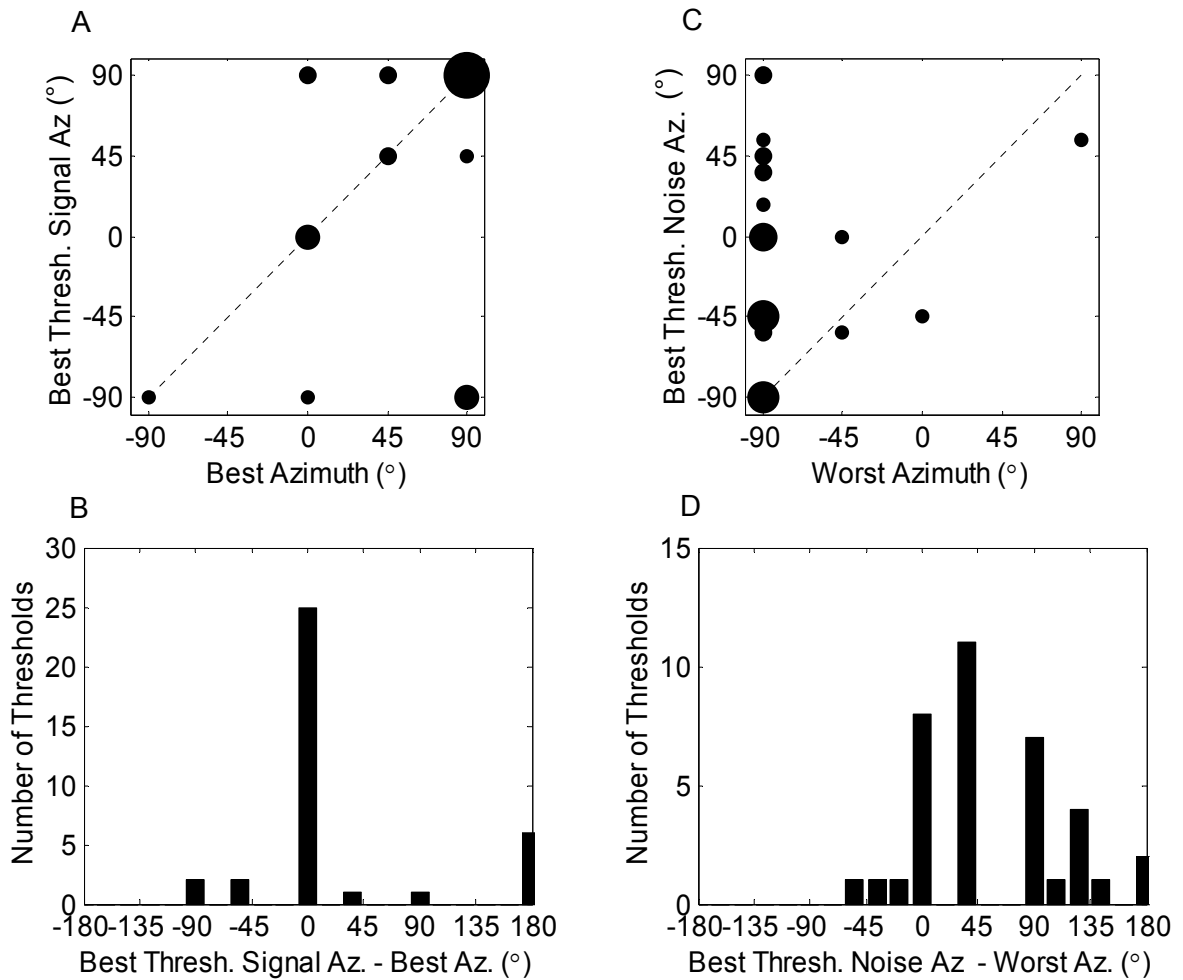 A
Best Thresh. Signal Az (°)
90
45
0
-45
-90
-90 -45 0 45 90
Best Azimuth (°)
C
Best Thresh. Noise Az. (°)
90
45
0
-45
-90
-90 -45 0 45 90
Worst Azimuth (°)
B
Number of Thresholds
30
25
20
15
10
5
0
-180 -135 -90 -45 0 45 90 135 180
Best Thresh. Signal Az. - Best Az. (°)
D
Number of Thresholds
15
10
5
0
-180 -135 -90 -45 0 45 90 135 180
Best Thresh. Noise Az - Worst Az. (°)